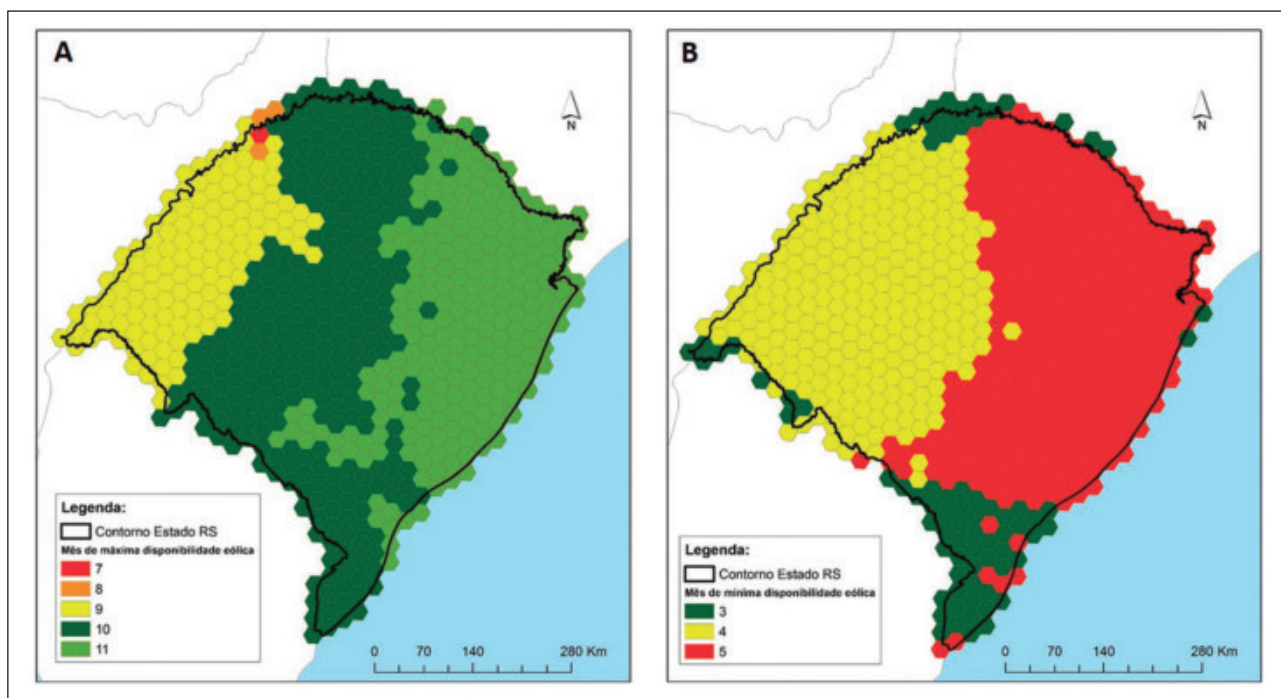 A
N
Legenda:
Contorno Estado RS
Mês de máxima disponibilidade eólica
7
8
9
10
11
0 70 140 280 Km
B
N
Legenda:
Contorno Estado RS
Mês de mínima disponibilidade eólica
3
4
5
0 70 140 280 Km